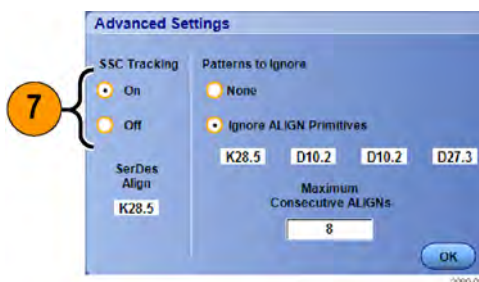 Advanced Settings
SSC Tracking
On
Off
SerDes
Align
K28.5
Patterns to Ignore
None
Ignore ALIGN Primitives
K28.5 D10.2 D10.2 D27.3
Maximum
Consecutive ALIGNs
8
OK
7